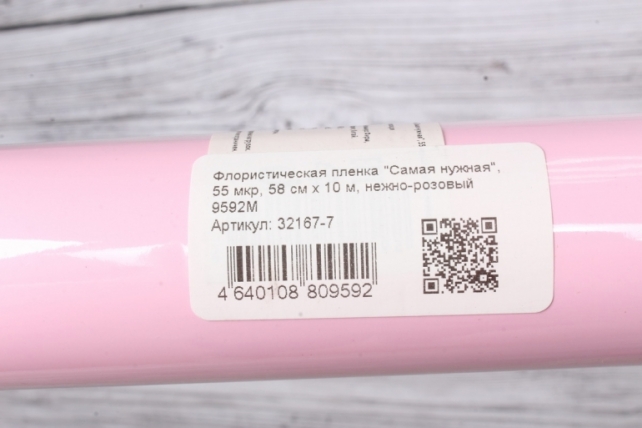 Флористическая пленка "Самая нужная",
55 мкр, 58 см х 10 м, нежно-розовый
9592М
Артикул: 32167-7
4 640108 809592